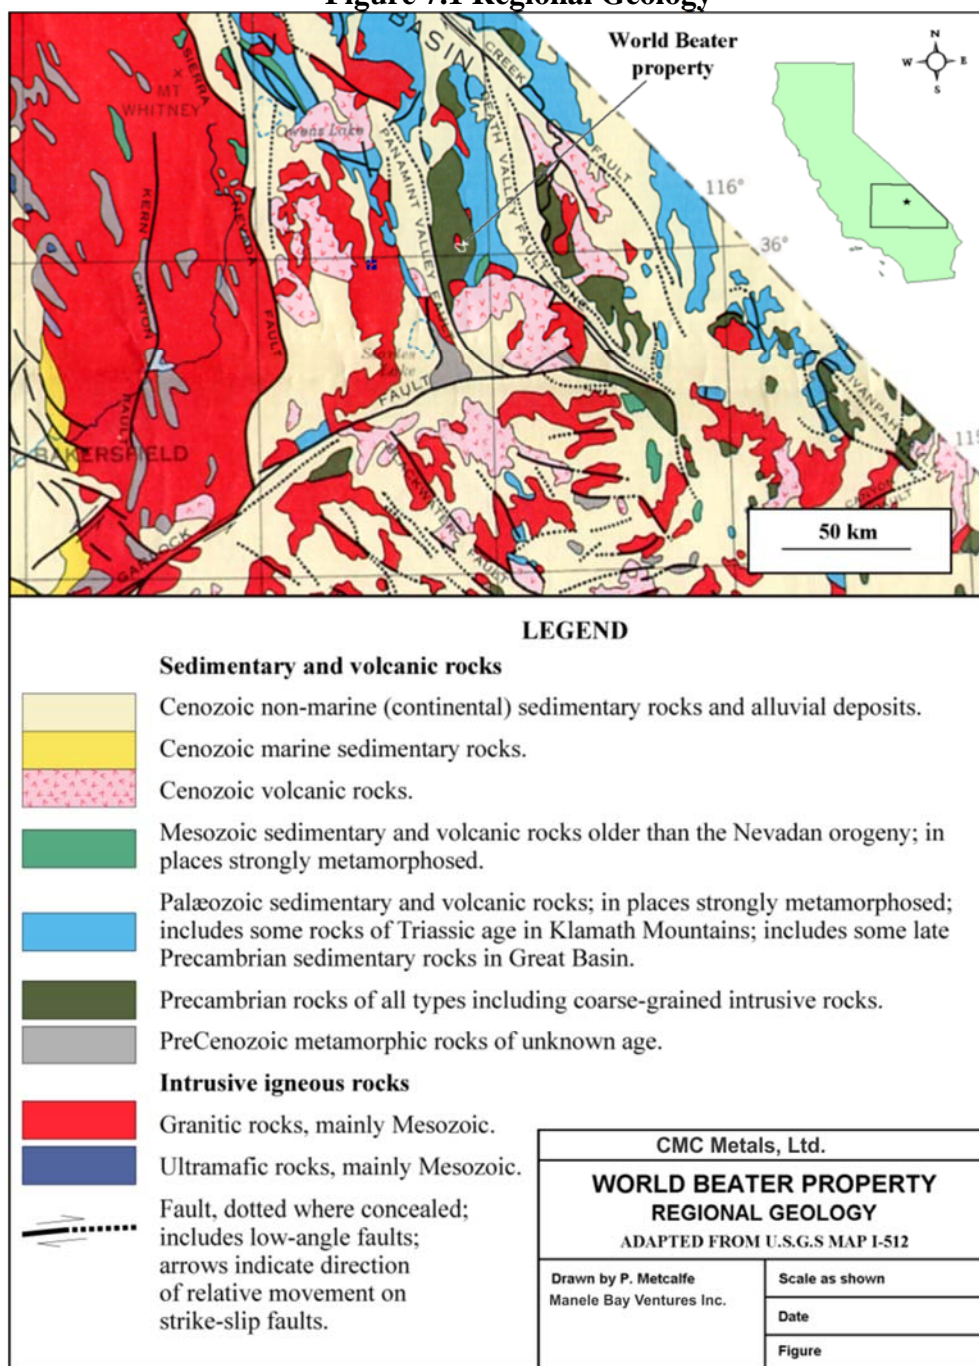 Figure 7.1 Regional Geology
BASIN
CREEK
FAULT
World Beater
property
N
W E
S
SIERRA
NEVADA
FAULT
MT
WHITNEY
Owens Lake
PANAMINT VALLEY FAULT
DEATH VALLEY
FAULT ZONE
116°
36°
KERN
CANYON
FAULT
Searles
Lake
FAULT
GARLOCK
BAKERSFIELD
BLACKWATER
FAULT
IVANPAH
115
CANYON
FAULT
50 km
LEGEND
Sedimentary and volcanic rocks
Cenozoic non-marine (continental) sedimentary rocks and alluvial deposits.
Cenozoic marine sedimentary rocks.
Cenozoic volcanic rocks.
Mesozoic sedimentary and volcanic rocks older than the Nevadan orogeny; in
places strongly metamorphosed.
Palæozoic sedimentary and volcanic rocks; in places strongly metamorphosed;
includes some rocks of Triassic age in Klamath Mountains; includes some late
Precambrian sedimentary rocks in Great Basin.
Precambrian rocks of all types including coarse-grained intrusive rocks.
PreCenozoic metamorphic rocks of unknown age.
Intrusive igneous rocks
Granitic rocks, mainly Mesozoic.
Ultramafic rocks, mainly Mesozoic.
Fault, dotted where concealed;
includes low-angle faults;
arrows indicate direction
of relative movement on
strike-slip faults.
CMC Metals, Ltd.
WORLD BEATER PROPERTY
REGIONAL GEOLOGY
ADAPTED FROM U.S.G.S MAP I-512
Drawn by P. Metcalfe
Manele Bay Ventures Inc.
Scale as shown
Date
Figure